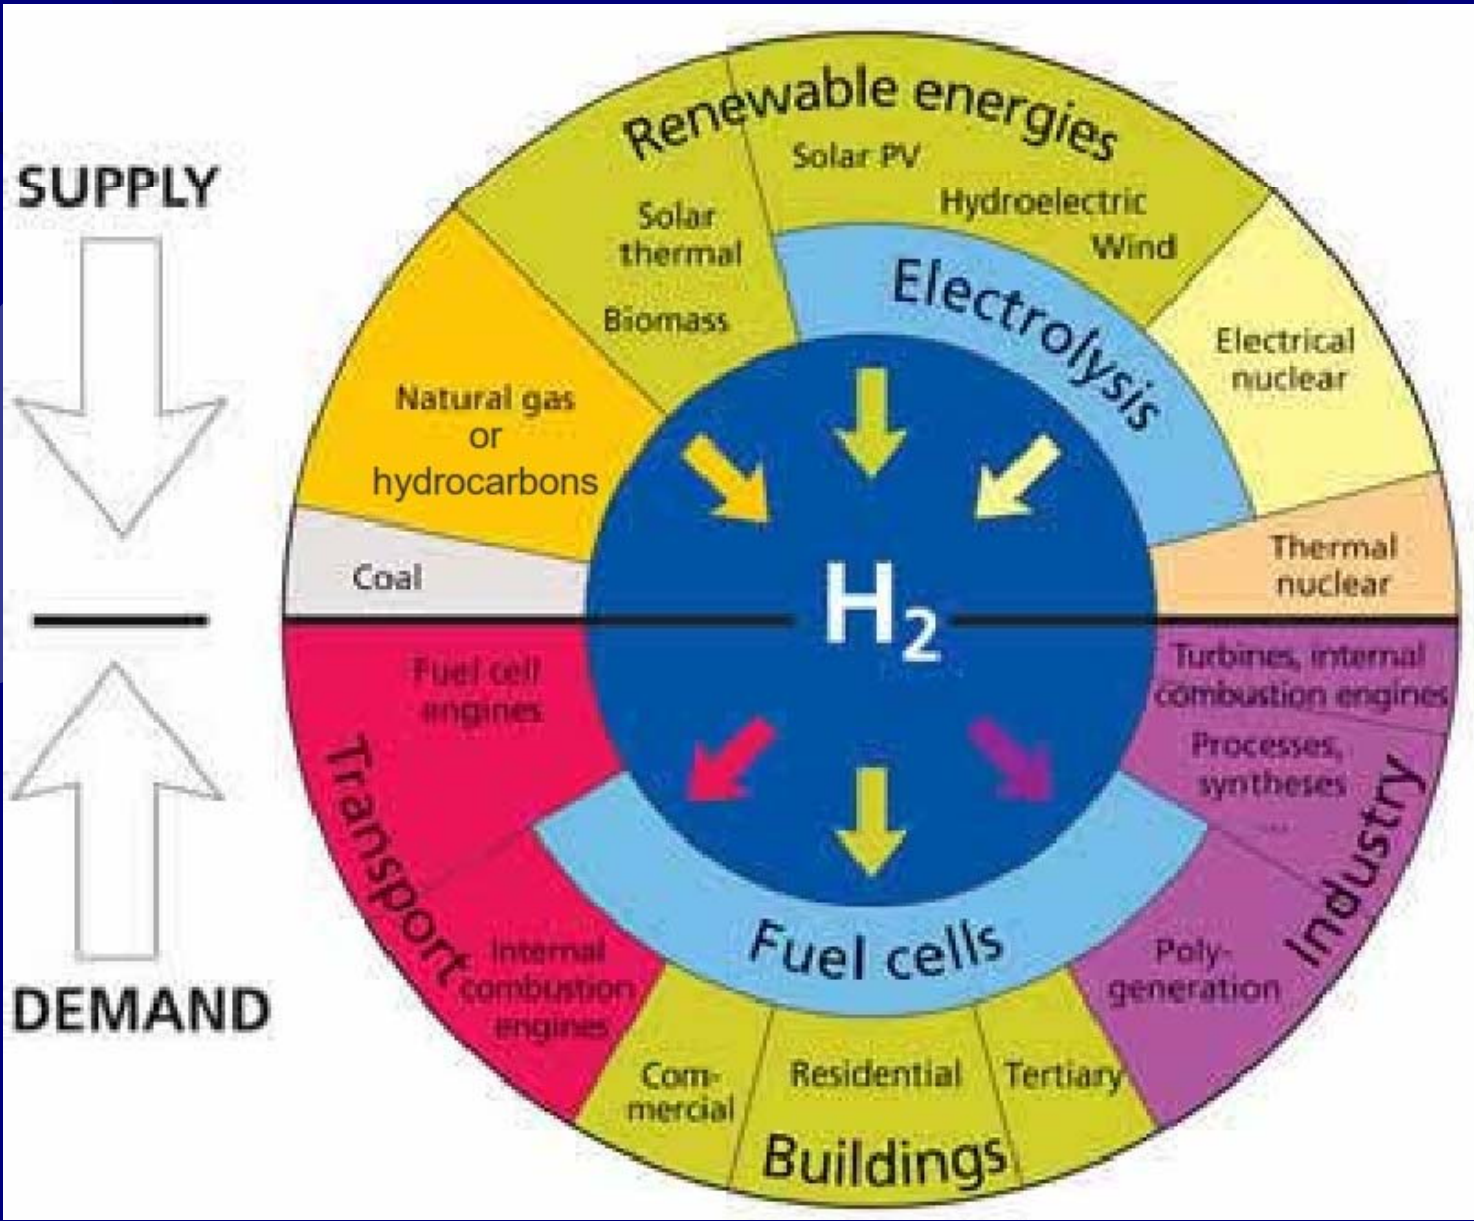 SUPPLY
Renewable energies
Solar PV
Hydroelectric
Wind
Solar
thermal
Biomass
Electrolysis
Electrical
nuclear
Natural gas
or
hydrocarbons
Coal
Thermal
nuclear
H₂
Fuel cell
engines
Turbines, internal
combustion engines
Processes,
syntheses
...
Transport
Industry
Internal
combustion
engines
Fuel cells
Poly-
generation
DEMAND
Com-
mercial
Residential
Tertiary
Buildings